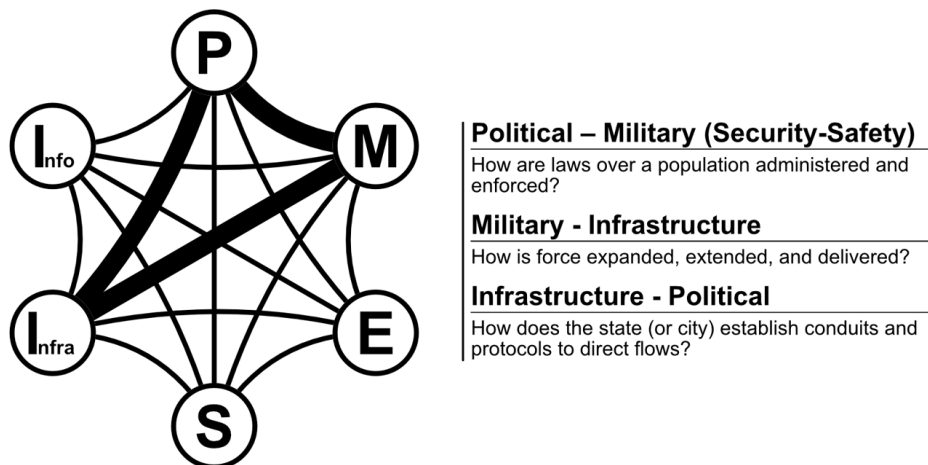 P
Info
M
Infra
E
S
Political – Military (Security-Safety)
How are laws over a population administered and
enforced?
Military - Infrastructure
How is force expanded, extended, and delivered?
Infrastructure - Political
How does the state (or city) establish conduits and
protocols to direct flows?